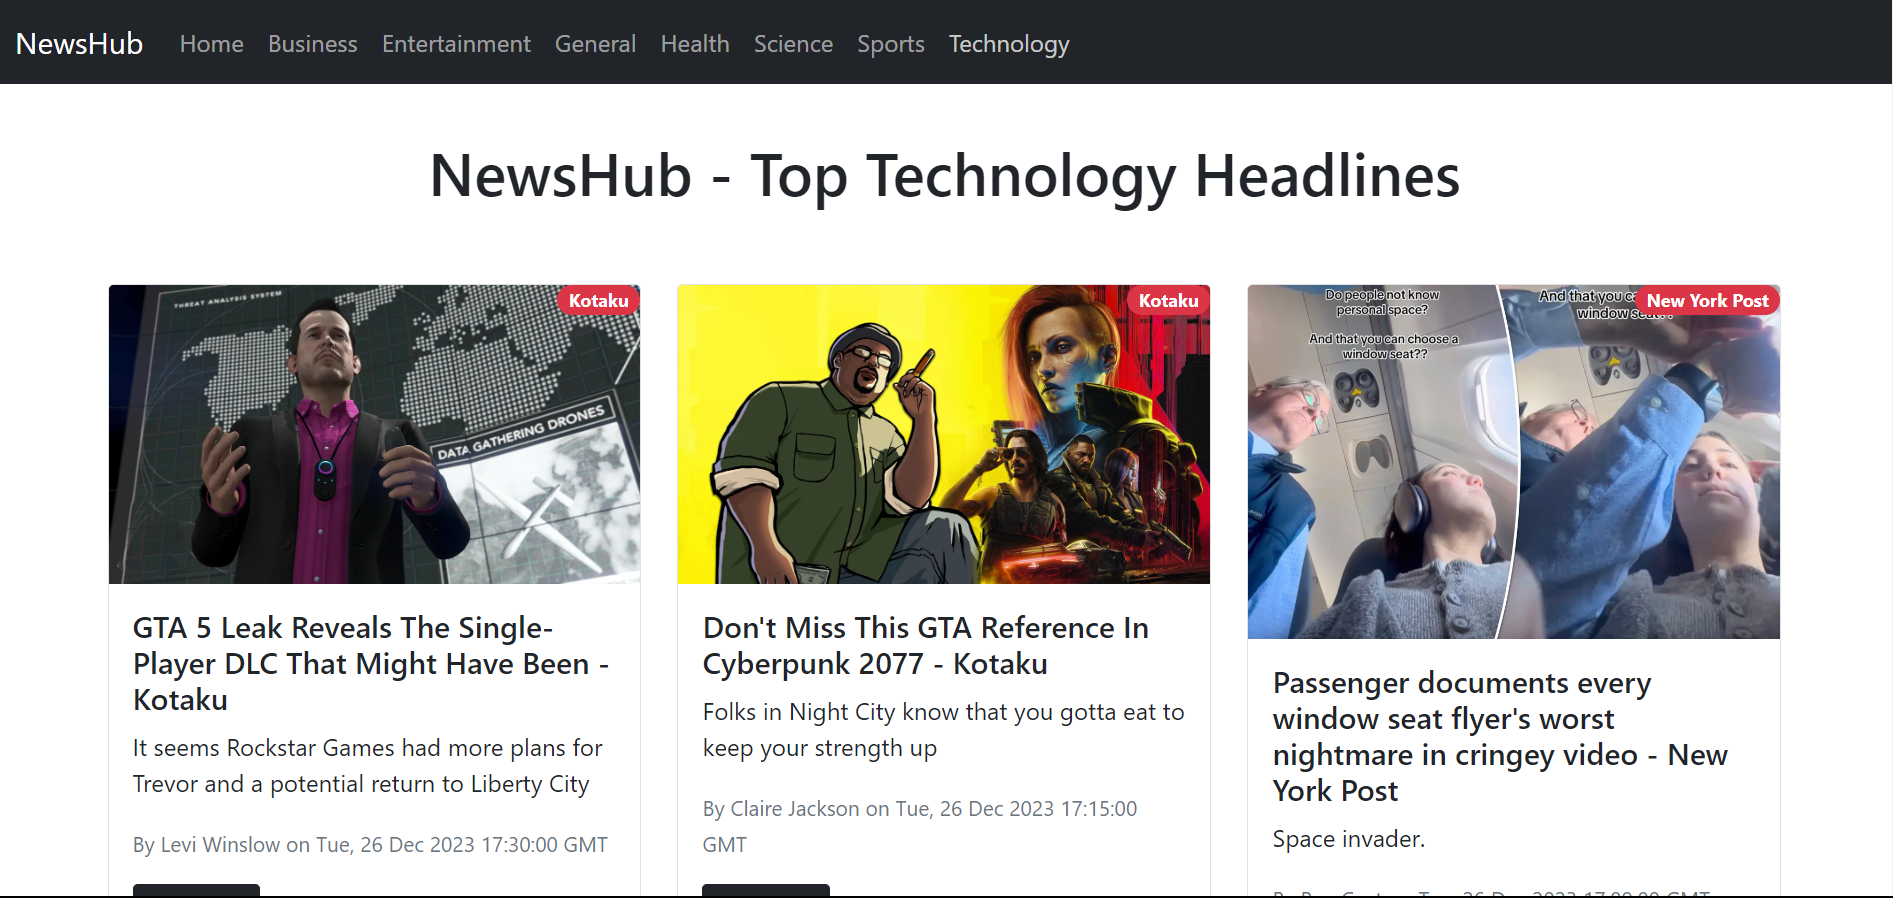 NewsHub Home Business Entertainment General Health Science Sports Technology
NewsHub - Top Technology Headlines
THREAT ANALYSIS SYSTEM
Kotaku
DATA GATHERING DRONES
GTA 5 Leak Reveals The Single-
Player DLC That Might Have Been -
Kotaku
It seems Rockstar Games had more plans for
Trevor and a potential return to Liberty City
By Levi Winslow on Tue, 26 Dec 2023 17:30:00 GMT
Kotaku
Don't Miss This GTA Reference In
Cyberpunk 2077 - Kotaku
Folks in Night City know that you gotta eat to
keep your strength up
By Claire Jackson on Tue, 26 Dec 2023 17:15:00
GMT
New York Post
Do people not know
personal space?
And that you can choose a
window seat??
And that you
window
Passenger documents every
window seat flyer's worst
nightmare in cringey video - New
York Post
Space invader.